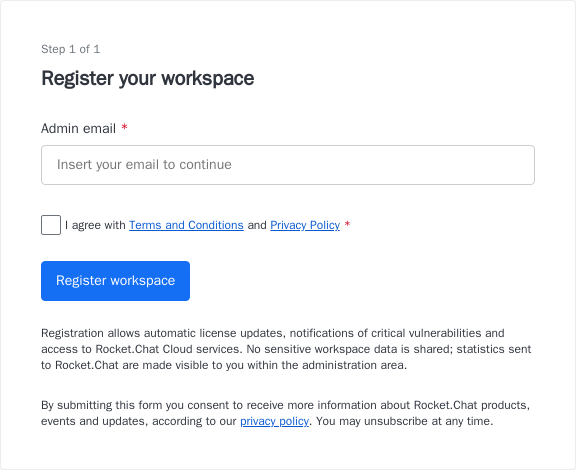 Step 1 of 1
Register your workspace
Admin email *
Insert your email to continue
I agree with Terms and Conditions and Privacy Policy *
Register workspace
Registration allows automatic license updates, notifications of critical vulnerabilities and
access to Rocket.Chat Cloud services. No sensitive workspace data is shared; statistics sent
to Rocket.Chat are made visible to you within the administration area.
By submitting this form you consent to receive more information about Rocket.Chat products,
events and updates, according to our privacy policy. You may unsubscribe at any time.